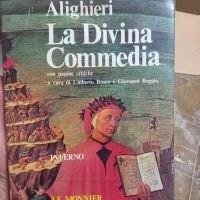 Alighieri
La Divina
Commedia
con pagine critiche
a cura di Umberto Bosco e Giovanni Reggio
INFERNO
LE MONNIER